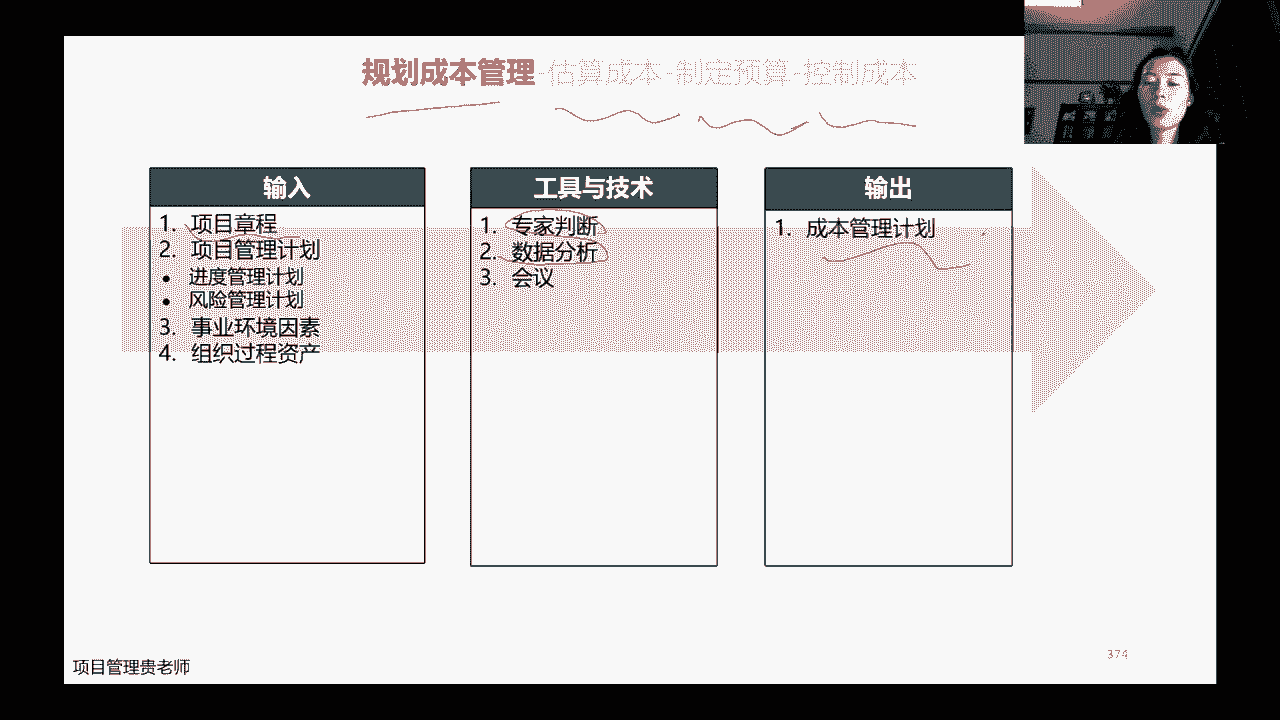 规划成本管理-估算成本-制定预算-控制成本
输入
1. 项目章程
2. 项目管理计划
• 进度管理计划
• 风险管理计划
3. 事业环境因素
4. 组织过程资产
工具与技术
1. 专家判断
2. 数据分析
3. 会议
输出
1. 成本管理计划
374
项目管理贵老师